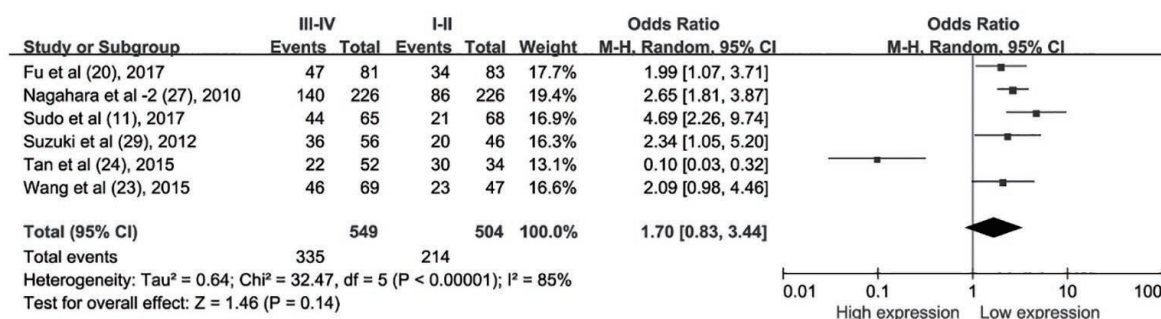 III-IV I-II Odds Ratio Odds Ratio
Study or Subgroup Events Total Events Total Weight M-H. Random. 95% CI M-H. Random. 95% CI
Fu et al (20), 2017 47 81 34 83 17.7% 1.99 [1.07, 3.71]
Nagahara et al -2 (27), 2010 140 226 86 226 19.4% 2.65 [1.81, 3.87]
Sudo et al (11), 2017 44 65 21 68 16.9% 4.69 [2.26, 9.74]
Suzuki et al (29), 2012 36 56 20 46 15.3% 2.34 [1.05, 5.20]
Tan et al (24), 2015 22 52 30 34 13.1% 0.10 [0.03, 0.32]
Wang et al (23), 2015 46 69 23 47 16.6% 2.09 [0.98, 4.46]
Total (95% CI) 549 504 100.0% 1.70 [0.83, 3.44]
Total events 335 214
Heterogeneity: Tau² = 0.64; Chi² = 32.47, df = 5 (P < 0.00001); I² = 85%
Test for overall effect: Z = 1.46 (P = 0.14)
0.01 0.1 1 10 100
High expression Low expression